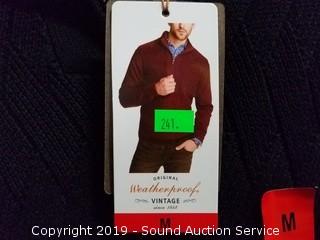 241.
ORIGINAL
Weatherproof®
VINTAGE
since 1948
M
M
Copyright 2019 - Sound Auction Service